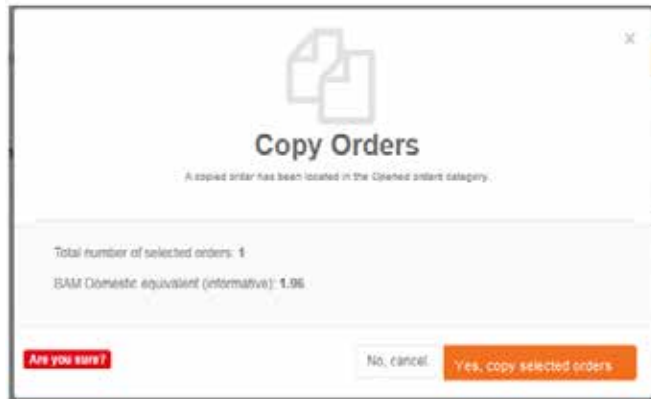 Copy Orders
A copied order has been located in the Opened orders category.
Total number of selected orders: 1
BAM Domestic equivalent (informative): 1.96
Are you sure?
No, cancel.
Yes, copy selected orders